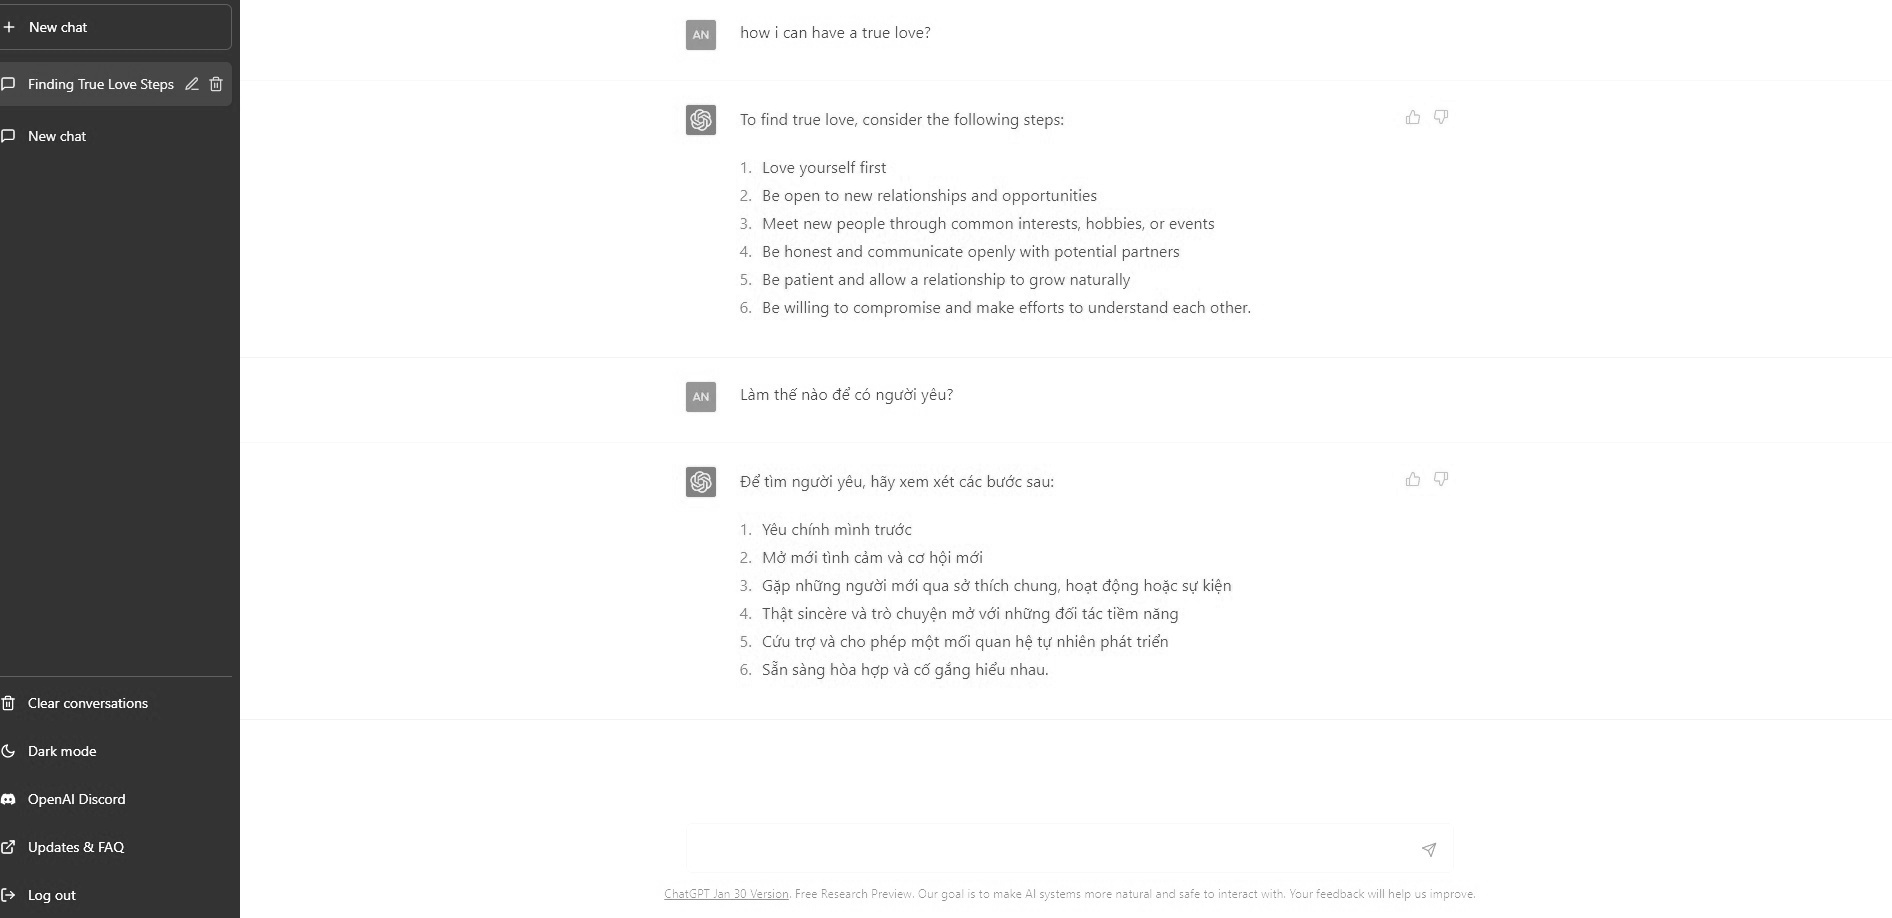 New chat
Finding True Love Steps
New chat
Clear conversations
Dark mode
OpenAI Discord
Updates & FAQ
Log out
AN
how i can have a true love?
To find true love, consider the following steps:
1. Love yourself first
2. Be open to new relationships and opportunities
3. Meet new people through common interests, hobbies, or events
4. Be honest and communicate openly with potential partners
5. Be patient and allow a relationship to grow naturally
6. Be willing to compromise and make efforts to understand each other.
AN
Làm thế nào để có người yêu?
Để tìm người yêu, hãy xem xét các bước sau:
1. Yêu chính mình trước
2. Mở mới tình cảm và cơ hội mới
3. Gặp những người mới qua sở thích chung, hoạt động hoặc sự kiện
4. Thật sincère và trò chuyện mở với những đối tác tiềm năng
5. Cứu trợ và cho phép một mối quan hệ tự nhiên phát triển
6. Sẵn sàng hòa hợp và cố gắng hiểu nhau.
ChatGPT Jan 30 Version. Free Research Preview. Our goal is to make AI systems more natural and safe to interact with. Your feedback will help us improve.